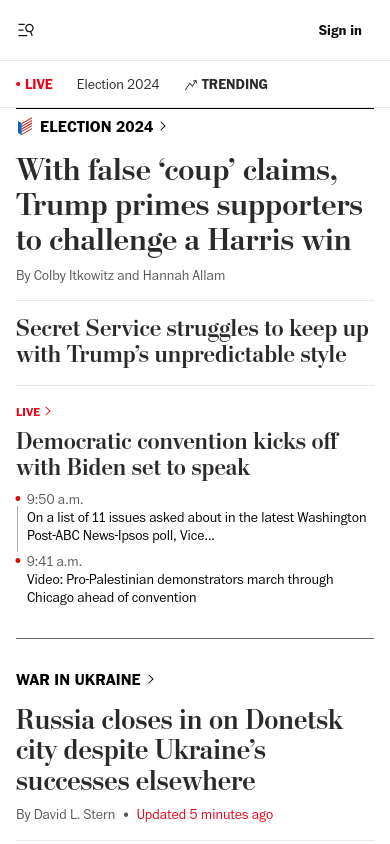 Sign in
LIVE
Election 2024
TRENDING
ELECTION 2024
With false ‘coup’ claims,
Trump primes supporters
to challenge a Harris win
By Colby Itkowitz and Hannah Allam
Secret Service struggles to keep up
with Trump’s unpredictable style
LIVE
Democratic convention kicks off
with Biden set to speak
9:50 a.m.
On a list of 11 issues asked about in the latest Washington
Post-ABC News-Ipsos poll, Vice...
9:41 a.m.
Video: Pro-Palestinian demonstrators march through
Chicago ahead of convention
WAR IN UKRAINE
Russia closes in on Donetsk
city despite Ukraine’s
successes elsewhere
By David L. Stern • Updated 5 minutes ago